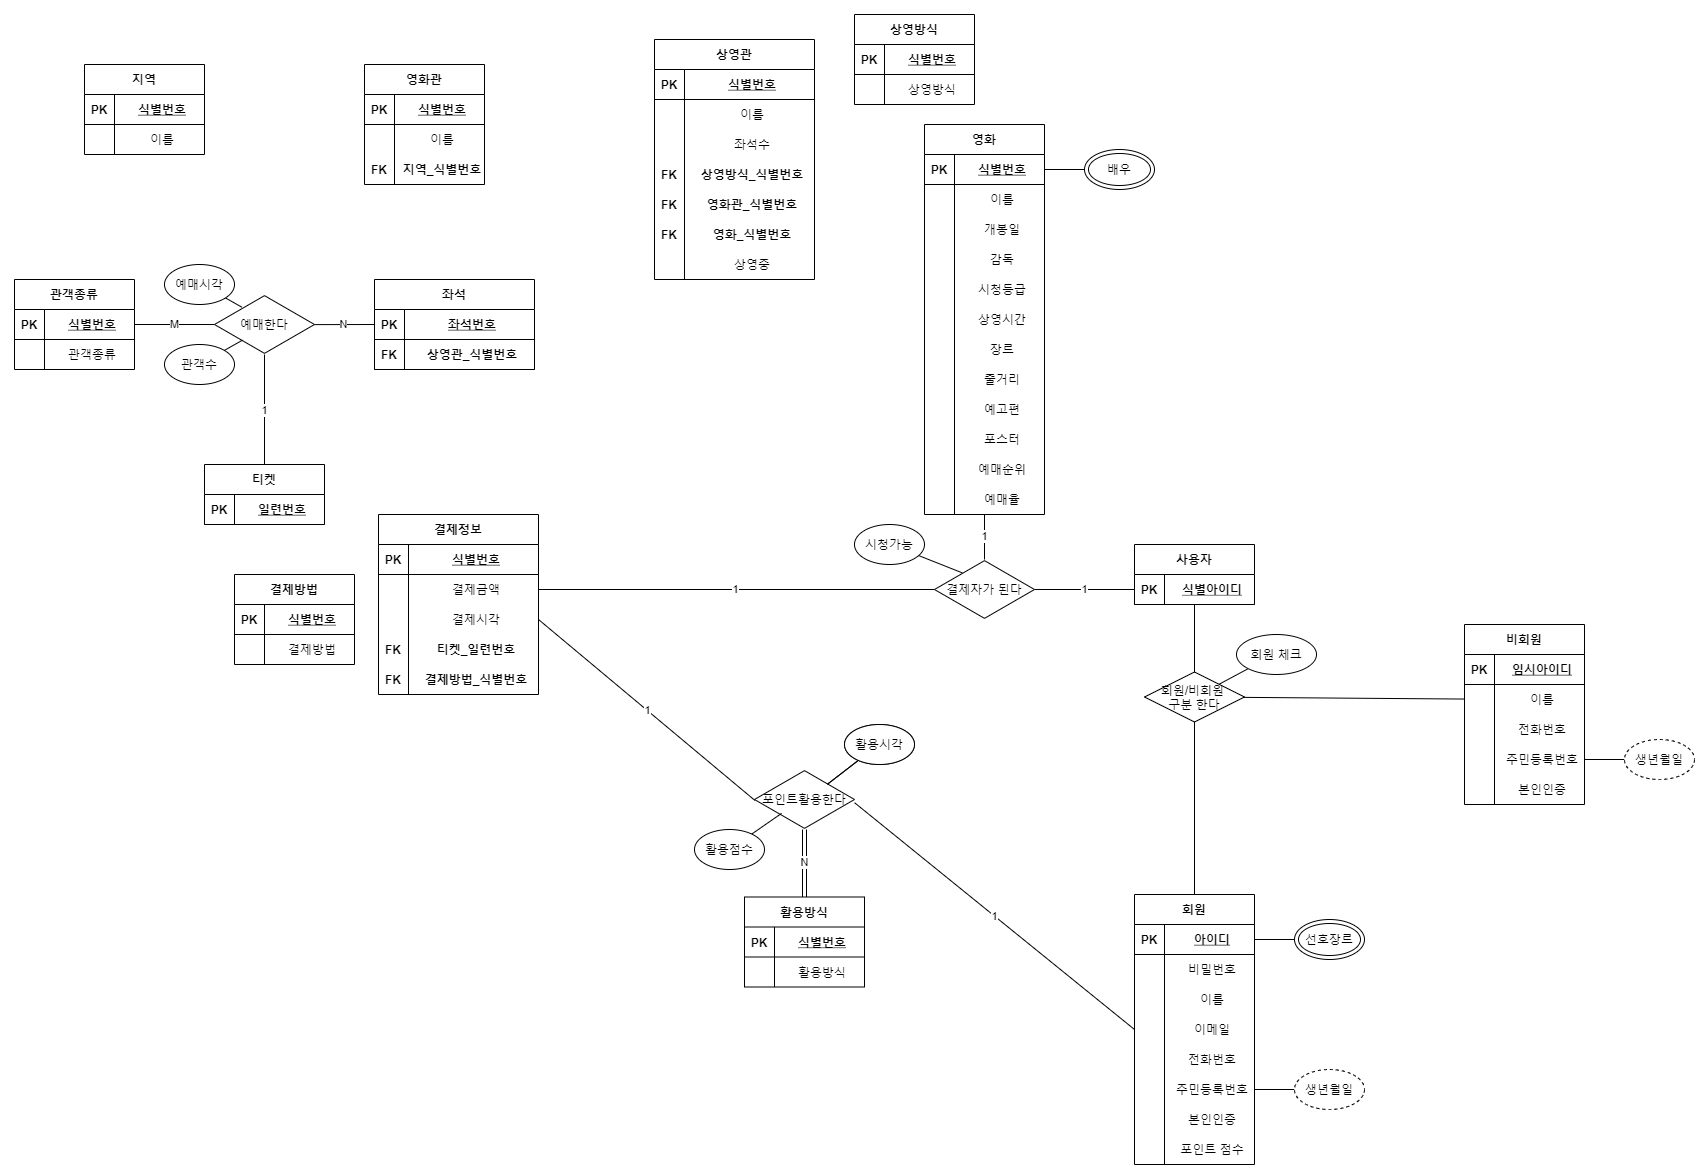 상영방식
PK 식별번호
상영방식
상영관
PK 식별번호
이름
좌석수
FK 상영방식_식별번호
FK 영화관_식별번호
FK 영화_식별번호
상영중
지역
PK 식별번호
이름
영화관
PK 식별번호
이름
FK 지역_식별번호
영화
PK 식별번호
이름
개봉일
감독
시청등급
상영시간
장르
줄거리
예고편
포스터
예매순위
예매율
배우
관객종류
PK 식별번호
관객종류
M
예매시각
예매한다
관객수
N
좌석
PK 좌석번호
FK 상영관_식별번호
1
티켓
PK 일련번호
결제정보
PK 식별번호
결제금액
결제시각
FK 티켓_일련번호
FK 결제방법_식별번호
결제방법
PK 식별번호
결제방법
1
1
시청가능
결제자가 된다
1
사용자
PK 식별아이디
회원 체크
회원/비회원
구분 한다
비회원
PK 임시아이디
이름
전화번호
주민등록번호
본인인증
생년월일
1
활용시각
포인트활용한다
활용점수
N
활용방식
PK 식별번호
활용방식
1
회원
PK 아이디
비밀번호
이름
이메일
전화번호
주민등록번호
본인인증
포인트 점수
선호장르
생년월일